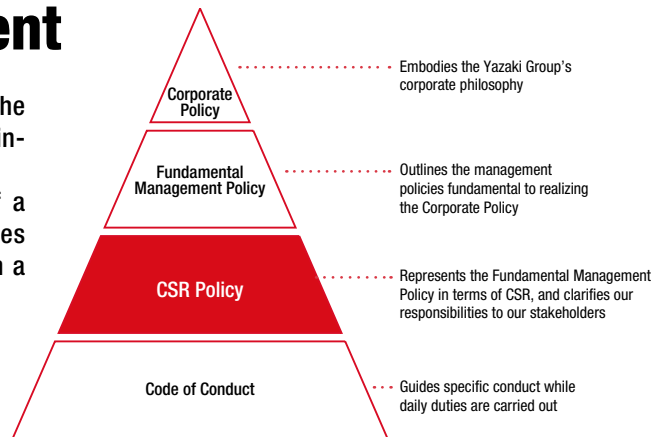 ent
he
in-
a
es
a
Corporate
Policy
Embodies the Yazaki Group's
corporate philosophy
Fundamental
Management Policy
Outlines the management
policies fundamental to realizing
the Corporate Policy
CSR Policy
Represents the Fundamental Management
Policy in terms of CSR, and clarifies our
responsibilities to our stakeholders
Code of Conduct
Guides specific conduct while
daily duties are carried out